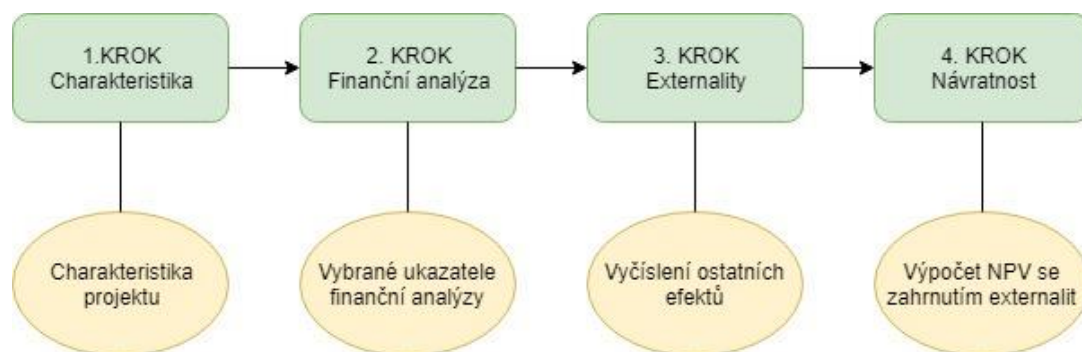 1.KROK
Charakteristika
2. KROK
Finanční analýza
3. KROK
Externality
4. KROK
Návratnost
Charakteristika
projektu
Vybrané ukazatele
finanční analýzy
Vyčíslení ostatních
efektů
Výpočet NPV se
zahrnutím externalit